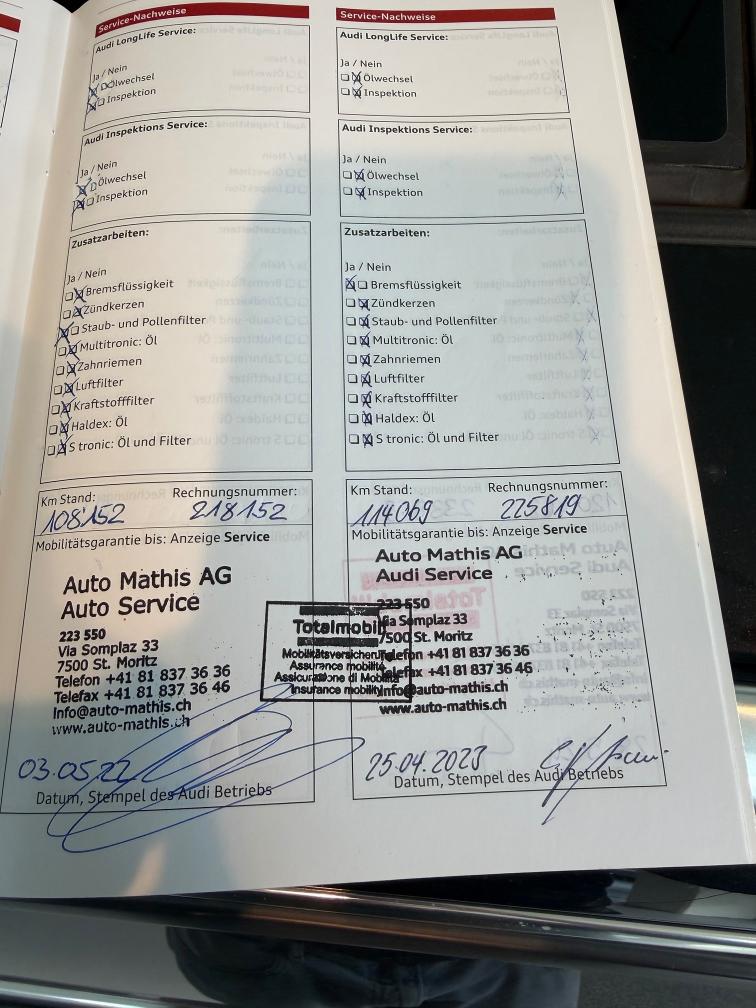 Service-Nachweise
Audi LongLife Service:
Ja / Nein
Ölwechsel
Inspektion
Audi Inspektions Service:
Ja / Nein
Ölwechsel
Inspektion
Zusatzarbeiten:
Ja / Nein
Bremsflüssigkeit
Zündkerzen
Staub- und Pollenfilter
Multitronic: Öl
Zahnriemen
Luftfilter
Kraftstofffilter
Haldex: Öl
S tronic: Öl und Filter
Km Stand: Rechnungsnummer:
108'152 218152
Mobilitätsgarantie bis: Anzeige Service
Auto Mathis AG
Auto Service
223 550
Via Somplaz 33
7500 St. Moritz
Telefon +41 81 837 36 36
Telefax +41 81 837 36 46
Info@auto-mathis.ch
www.auto-mathis.ch
03.05.22
Datum, Stempel des Audi Betriebs
Totalmobil
Mobilitätsversicherung
Assurance mobilité
Assicurazione di Mobilità
Insurance mobility
Service-Nachweise
Audi LongLife Service:
Ja / Nein
Ölwechsel
Inspektion
Audi Inspektions Service:
Ja / Nein
Ölwechsel
Inspektion
Zusatzarbeiten:
Ja / Nein
Bremsflüssigkeit
Zündkerzen
Staub- und Pollenfilter
Multitronic: Öl
Zahnriemen
Luftfilter
Kraftstofffilter
Haldex: Öl
S tronic: Öl und Filter
Km Stand: Rechnungsnummer:
114069 225819
Mobilitätsgarantie bis: Anzeige Service
Auto Mathis AG
Audi Service
223 550
Via Somplaz 33
7500 St. Moritz
Telefon +41 81 837 36 36
Telefax +41 81 837 36 46
Info@auto-mathis.ch
www.auto-mathis.ch
25.04.2023
Datum, Stempel des Audi Betriebs